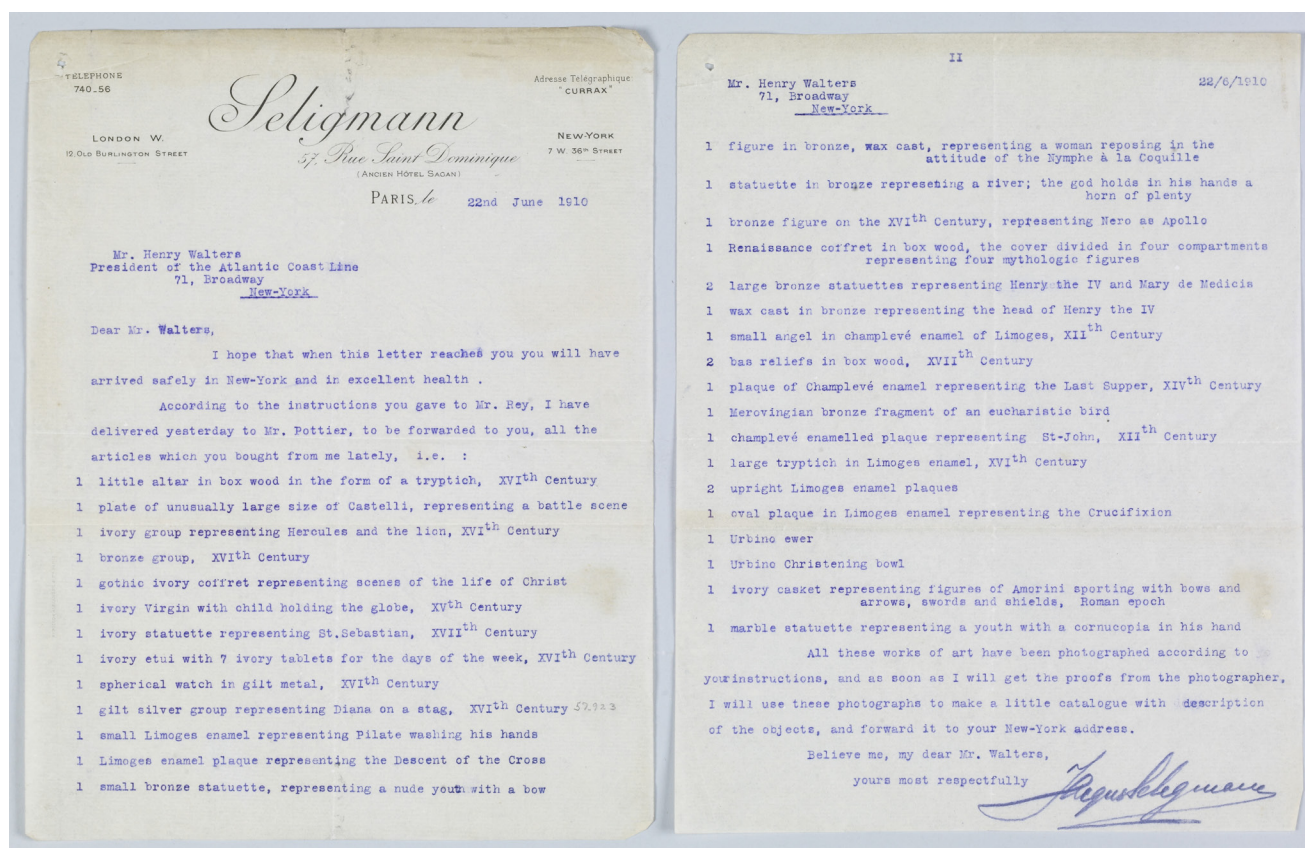 TÉLÉPHONE
740_56
Adresse Télégraphique
"CURRAX"
Seligmann
LONDON W.
12, OLD BURLINGTON STREET
NEW-YORK
7 W. 36th STREET
57, Rue Saint Dominique
(ANCIEN HÔTEL SAGAN)
PARIS, le 22nd June 1910
Mr. Henry Walters
President of the Atlantic Coast Line
71, Broadway
New-York
Dear Mr. Walters,
I hope that when this letter reaches you you will have
arrived safely in New-York and in excellent health .
According to the instructions you gave to Mr. Rey, I have
delivered yesterday to Mr. Pottier, to be forwarded to you, all the
articles which you bought from me lately, i.e. :
1 little altar in box wood in the form of a tryptich, XVIth Century
1 plate of unusually large size of Castelli, representing a battle scene
1 ivory group representing Hercules and the lion, XVIth Century
1 bronze group, XVIth Century
1 gothic ivory coffret representing scenes of the life of Christ
1 ivory Virgin with child holding the globe, XVth Century
1 ivory statuette representing St.Sebastian, XVIIth Century
1 ivory etui with 7 ivory tablets for the days of the week, XVIth Century
1 spherical watch in gilt metal, XVIth Century
1 gilt silver group representing Diana on a stag, XVIth Century 57.923
1 small Limoges enamel representing Pilate washing his hands
1 Limoges enamel plaque representing the Descent of the Cross
1 small bronze statuette, representing a nude youth with a bow
II
Mr. Henry Walters
71, Broadway
New-York
22/6/1910
1 figure in bronze, wax cast, representing a woman reposing in the
attitude of the Nymphe à la Coquille
1 statuette in bronze represening a river; the god holds in his hands a
horn of plenty
1 bronze figure on the XVIth Century, representing Nero as Apollo
1 Renaissance coffret in box wood, the cover divided in four compartments
representing four mythologic figures
2 large bronze statuettes representing Henry the IV and Mary de Medicis
1 wax cast in bronze representing the head of Henry the IV
1 small angel in champlevé enamel of Limoges, XIIth Century
2 bas reliefs in box wood, XVIIth Century
1 plaque of Champlevé enamel representing the Last Supper, XIVth Century
1 Merovingian bronze fragment of an eucharistic bird
1 champlevé enamelled plaque representing St-John, XIIth Century
1 large tryptich in Limoges enamel, XVIth Century
2 upright Limoges enamel plaques
1 oval plaque in Limoges enamel representing the Crucifixion
1 Urbino ewer
1 Urbino Christening bowl
1 ivory casket representing figures of Amorini sporting with bows and
arrows, swords and shields, Roman epoch
1 marble statuette representing a youth with a cornucopia in his hand
All these works of art have been photographed according to
yourinstructions, and as soon as I will get the proofs from the photographer,
I will use these photographs to make a little catalogue with description
of the objects, and forward it to your New-York address.
Believe me, my dear Mr. Walters,
yours most respectfully
Jacques Seligmann